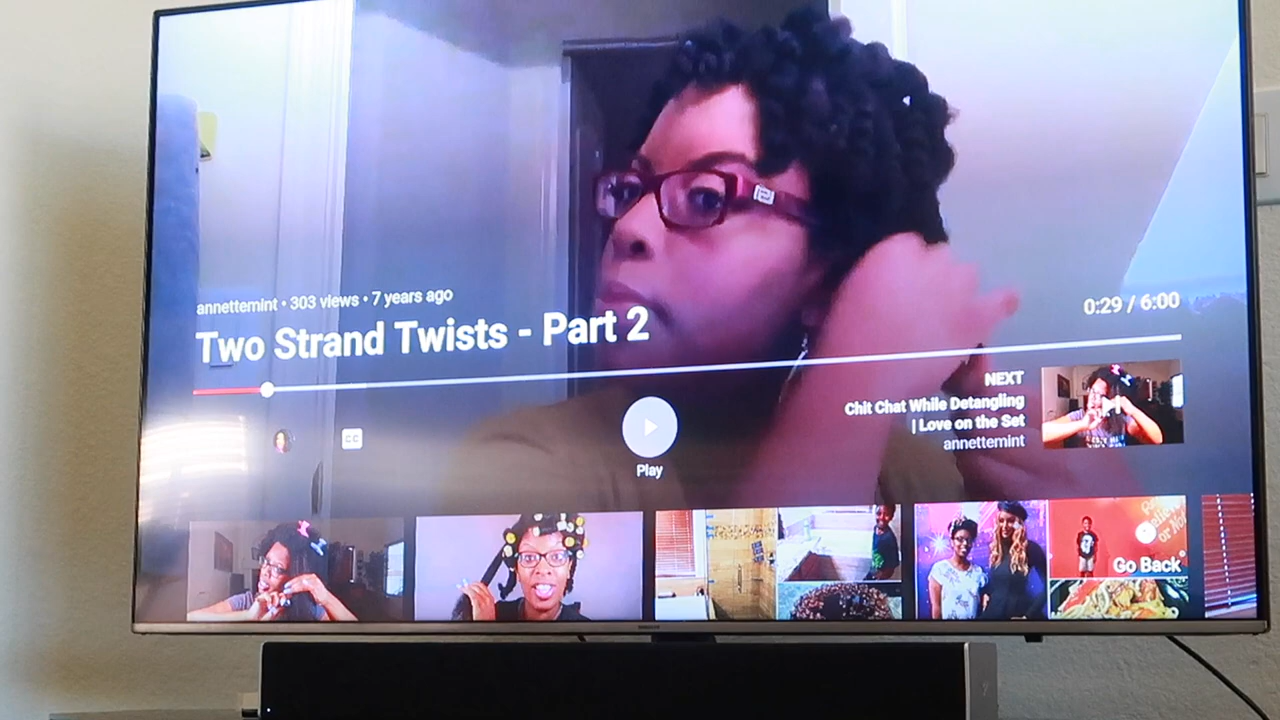 annettemint • 303 views • 7 years ago
Two Strand Twists - Part 2
0:29 / 6:00
NEXT
Chit Chat While Detangling
| Love on the Set
annettemint
CC
Play
Go Back